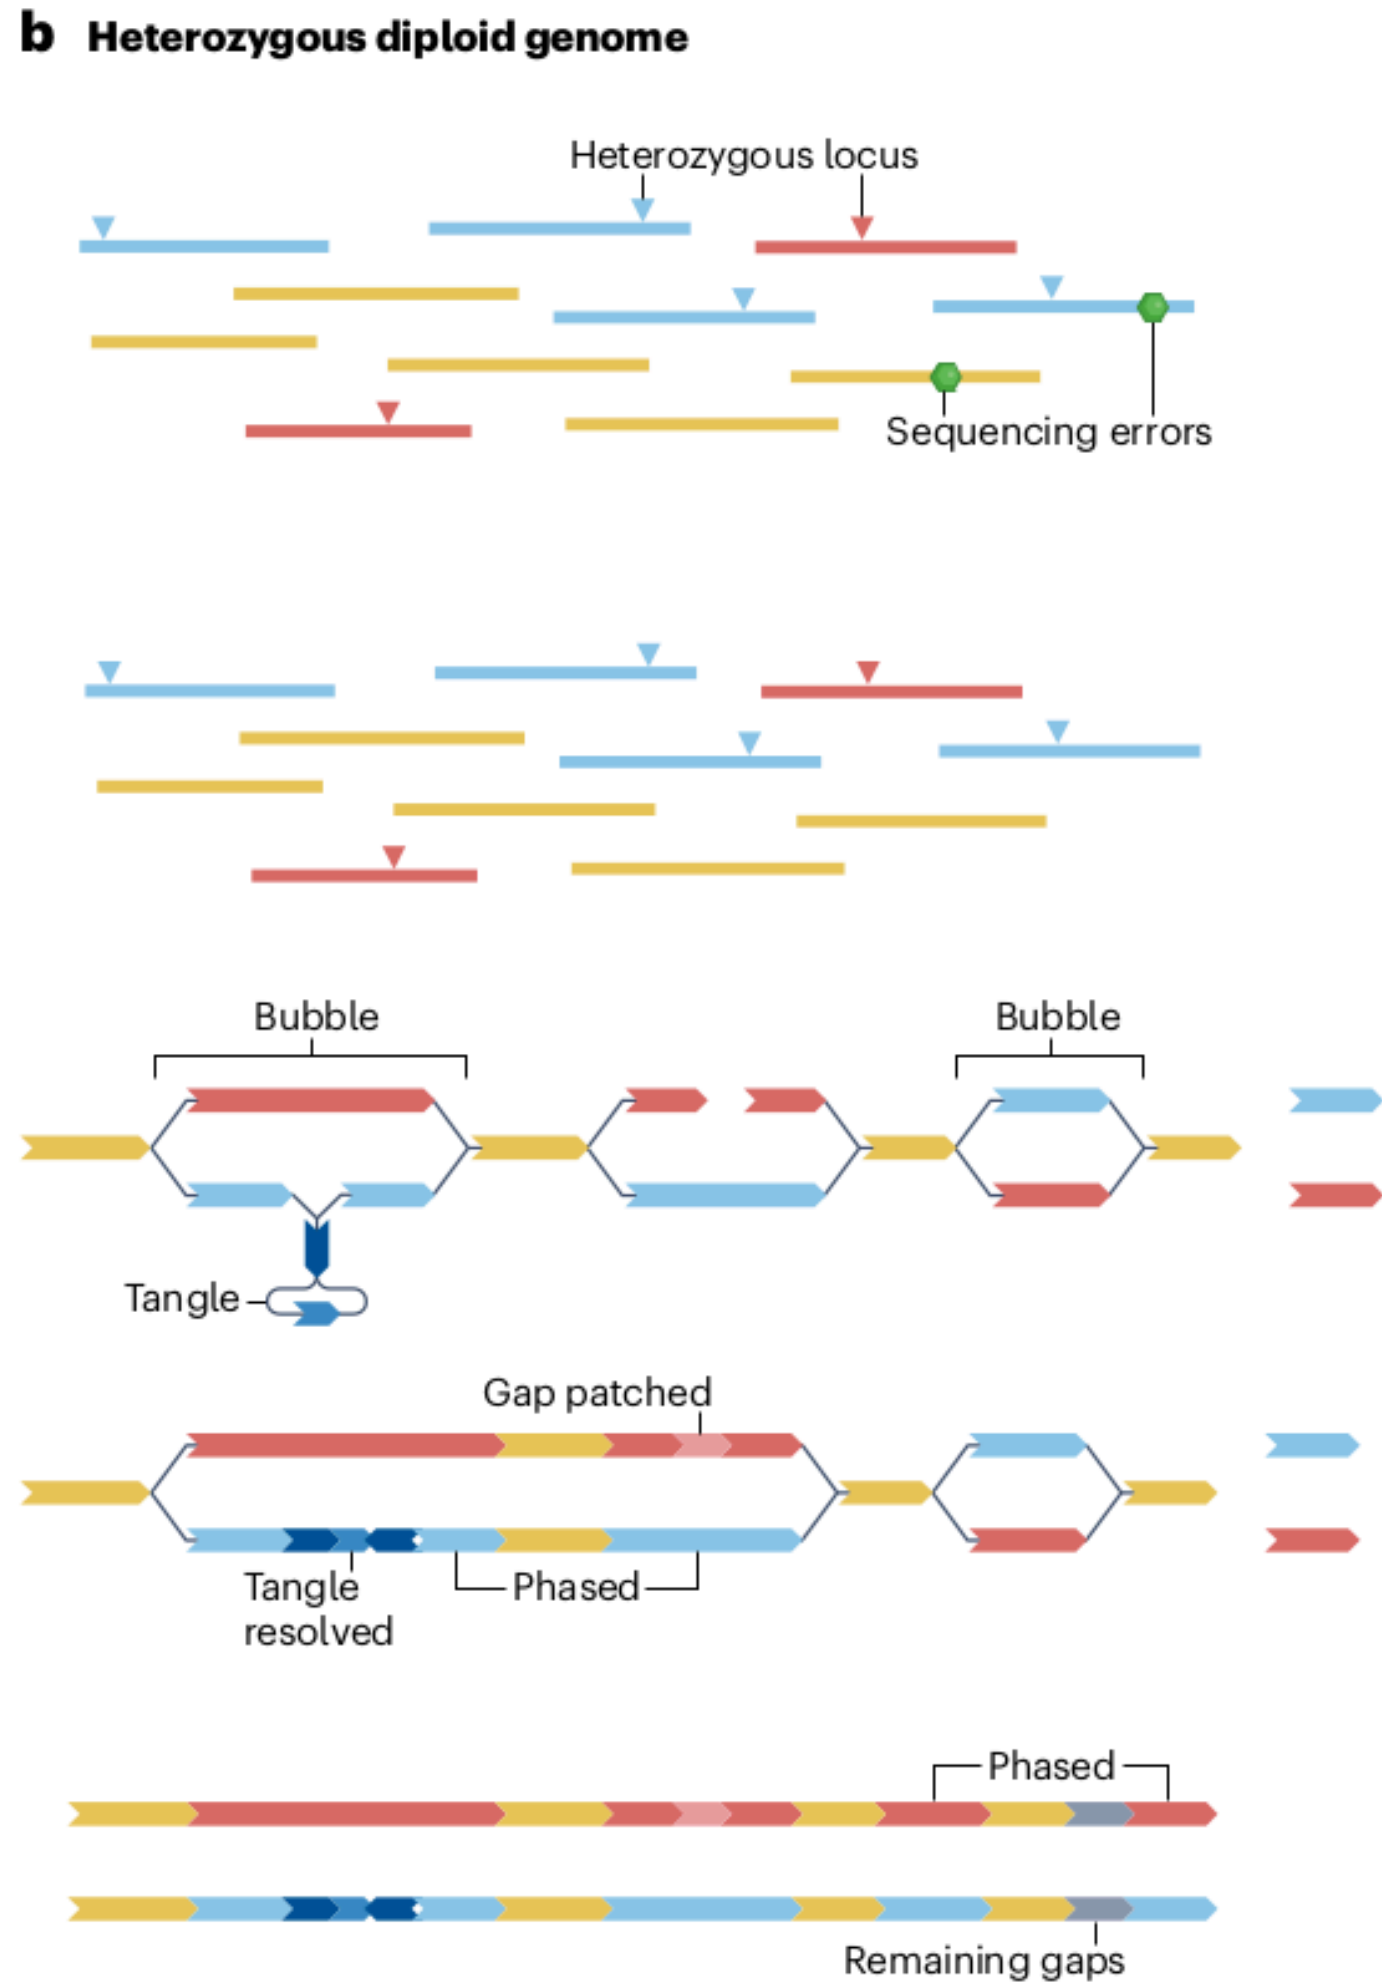 b Heterozygous diploid genome
Heterozygous locus
Sequencing errors
Bubble
Bubble
Tangle
Gap patched
Tangle
resolved
Phased
Phased
Remaining gaps